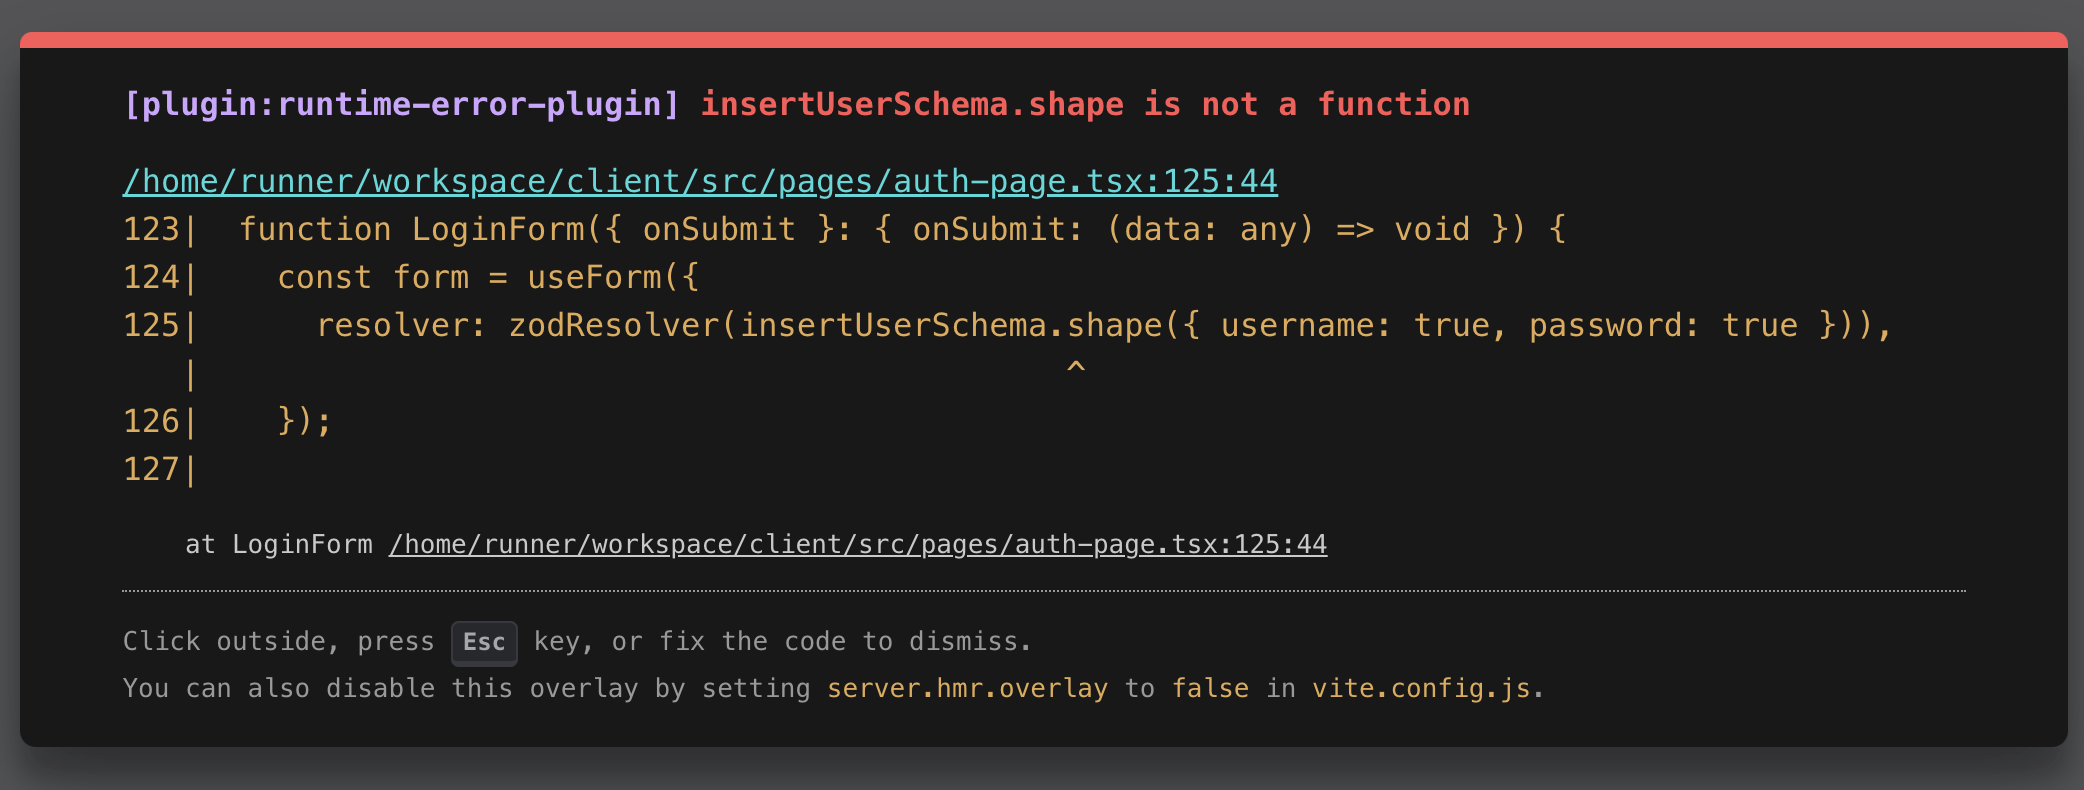 [plugin:runtime-error-plugin] insertUserSchema.shape is not a function
/home/runner/workspace/client/src/pages/auth-page.tsx:125:44
123|  function LoginForm({ onSubmit }: { onSubmit: (data: any) => void }) {
124|    const form = useForm({
125|      resolver: zodResolver(insertUserSchema.shape({ username: true, password: true })),
   |                                             ^
126|    });
127|
at LoginForm /home/runner/workspace/client/src/pages/auth-page.tsx:125:44
Click outside, press Esc key, or fix the code to dismiss.
You can also disable this overlay by setting server.hmr.overlay to false in vite.config.js.